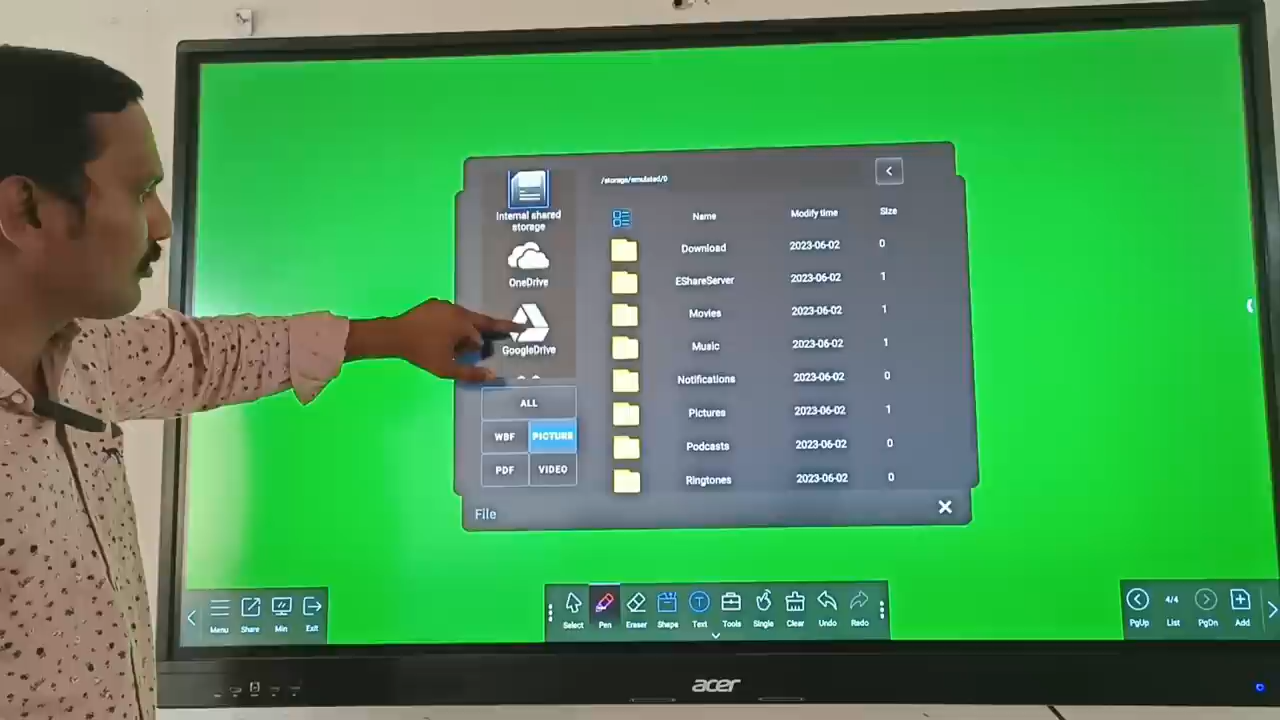 /storage/emulated/0
Internal shared
storage
OneDrive
GoogleDrive
ALL
WBF PICTURE
PDF VIDEO
Name Modify time Size
Download 2023-06-02 0
EShareServer 2023-06-02 1
Movies 2023-06-02 1
Music 2023-06-02 1
Notifications 2023-06-02 0
Pictures 2023-06-02 1
Podcasts 2023-06-02 0
Ringtones 2023-06-02 0
File
Menu Share Min Exit
Select Pen Eraser Shape Text Tools Single Clear Undo Redo
4/4
PgUp List PgDn Add
acer